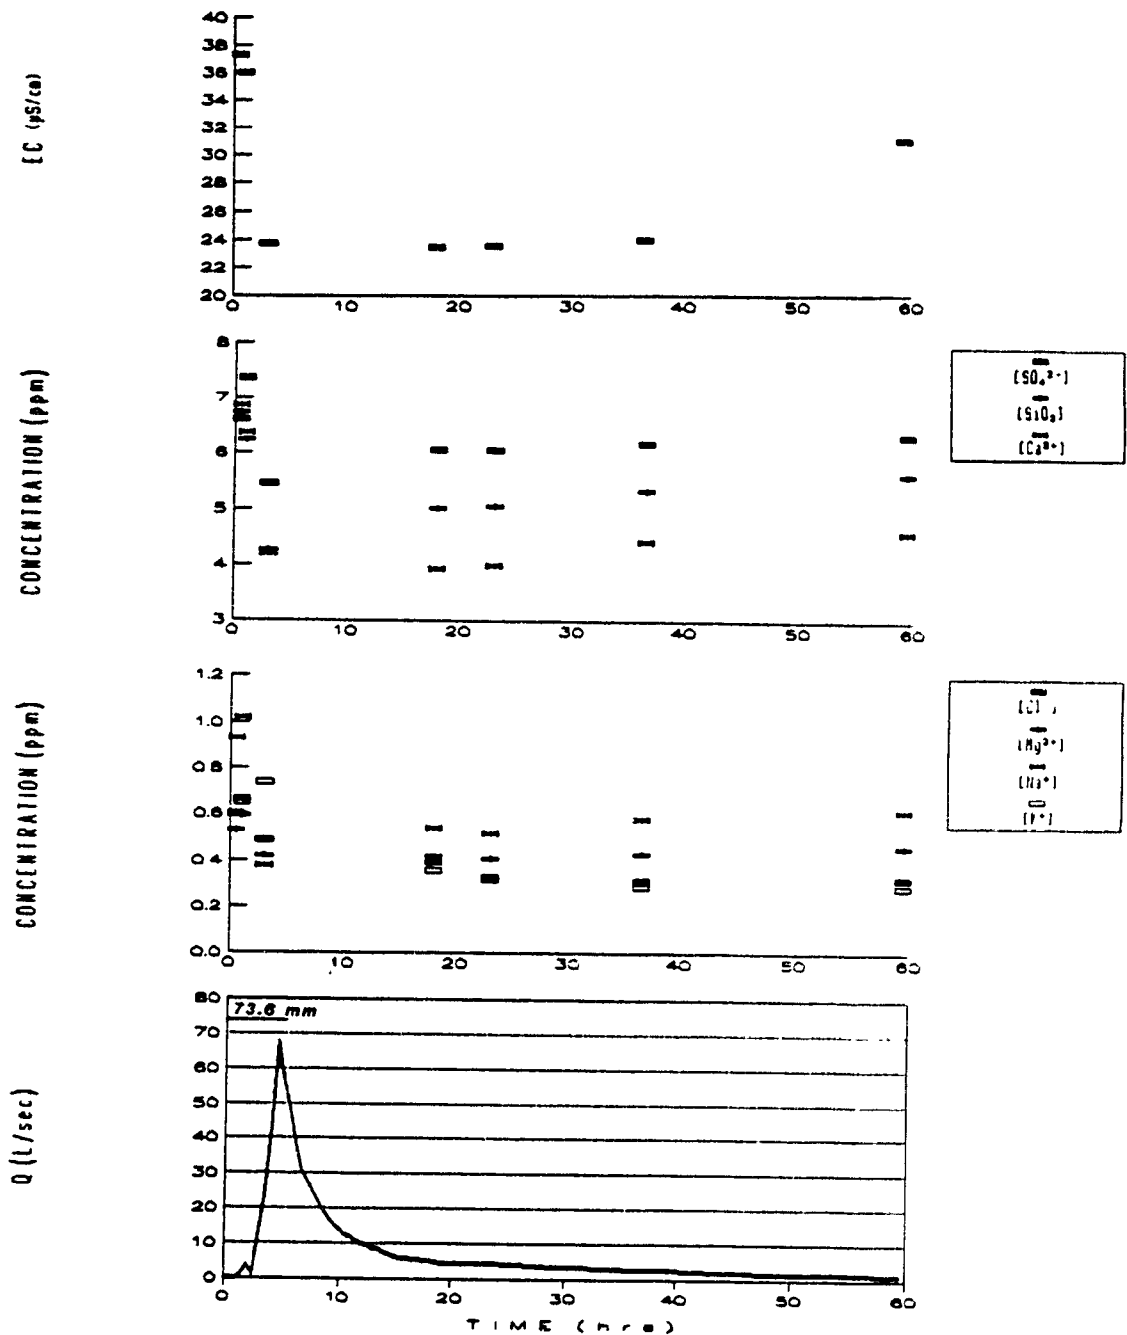 EC (µS/cm)
40
38
36
34
32
30
28
26
24
22
20
0 10 20 30 40 50 60
CONCENTRATION (ppm)
8
7
6
5
4
3
0 10 20 30 40 50 60
[SO₄²⁻]
[SiO₂]
[Ca²⁺]
CONCENTRATION (ppm)
1.2
1.0
0.8
0.6
0.4
0.2
0.0
0 10 20 30 40 50 60
[Mg²⁺]
[Na⁺]
Q (L/sec)
80
70
60
50
40
30
20
10
0
73.6 mm
0 10 20 30 40 50 60
TIME (hrs)